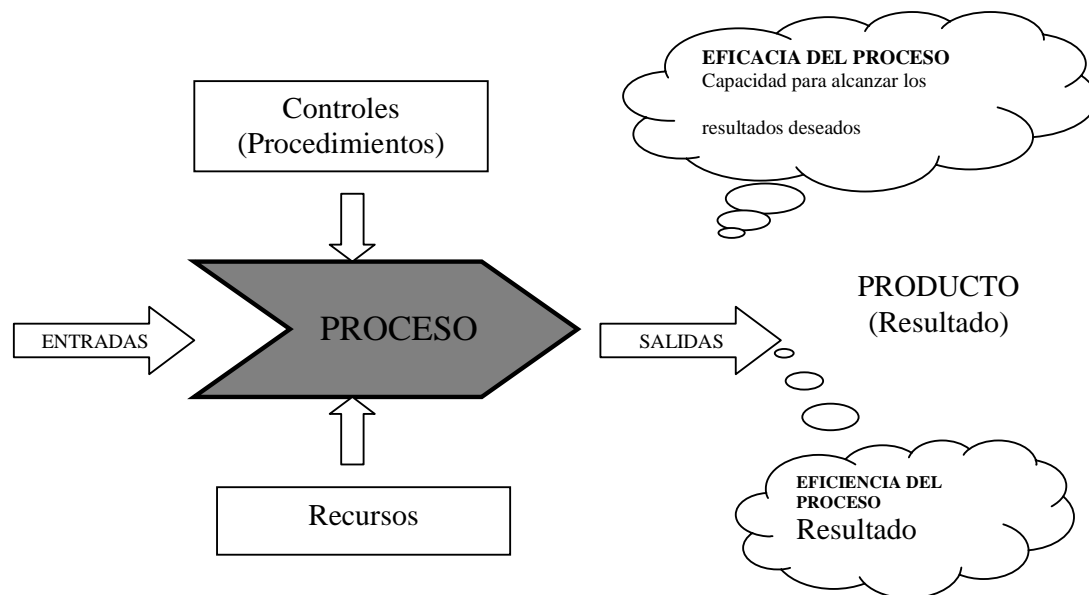 EFICACIA DEL PROCESO
Capacidad para alcanzar los
resultados deseados
Controles
(Procedimientos)
PRODUCTO
(Resultado)
ENTRADAS
PROCESO
SALIDAS
Recursos
EFICIENCIA DEL
PROCESO
Resultado